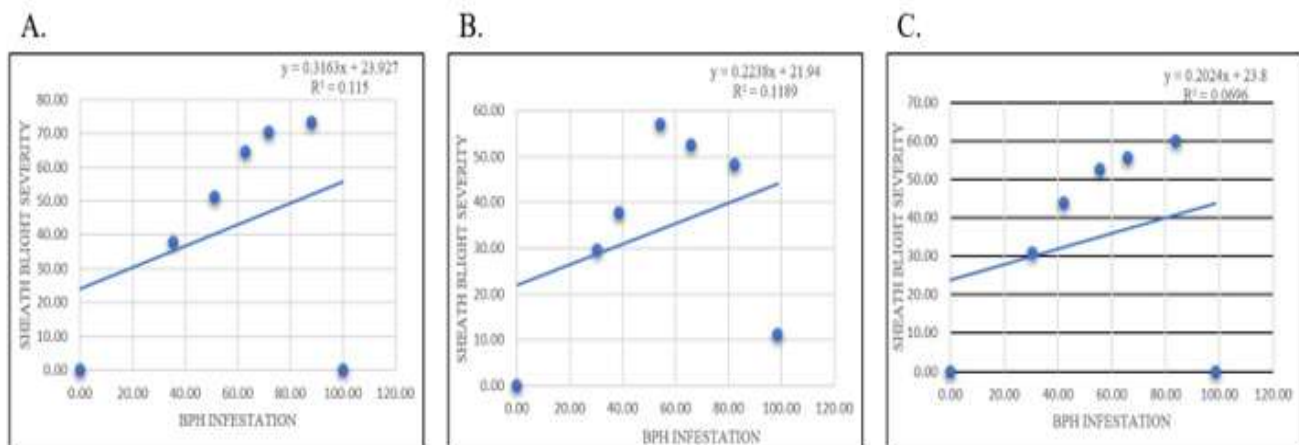 A.
y = 0.3163x + 23.927
R² = 0.115
SHEATH BLIGHT SEVERITY
80.00
70.00
60.00
50.00
40.00
30.00
20.00
10.00
0.00
0.00 20.00 40.00 60.00 80.00 100.00 120.00
BPH INFESTATION
B.
y = 0.2238x + 21.94
R² = 0.1189
SHEATH BLIGHT SEVERITY
60.00
50.00
40.00
30.00
20.00
10.00
0.00
0.00 20.00 40.00 60.00 80.00 100.00 120.00
BPH INFESTATION
C.
y = 0.2024x + 23.8
R² = 0.0696
SHEATH BLIGHT SEVERITY
70.00
60.00
50.00
40.00
30.00
20.00
10.00
0.00
0.00 20.00 40.00 60.00 80.00 100.00 120.00
BPH INFESTATION